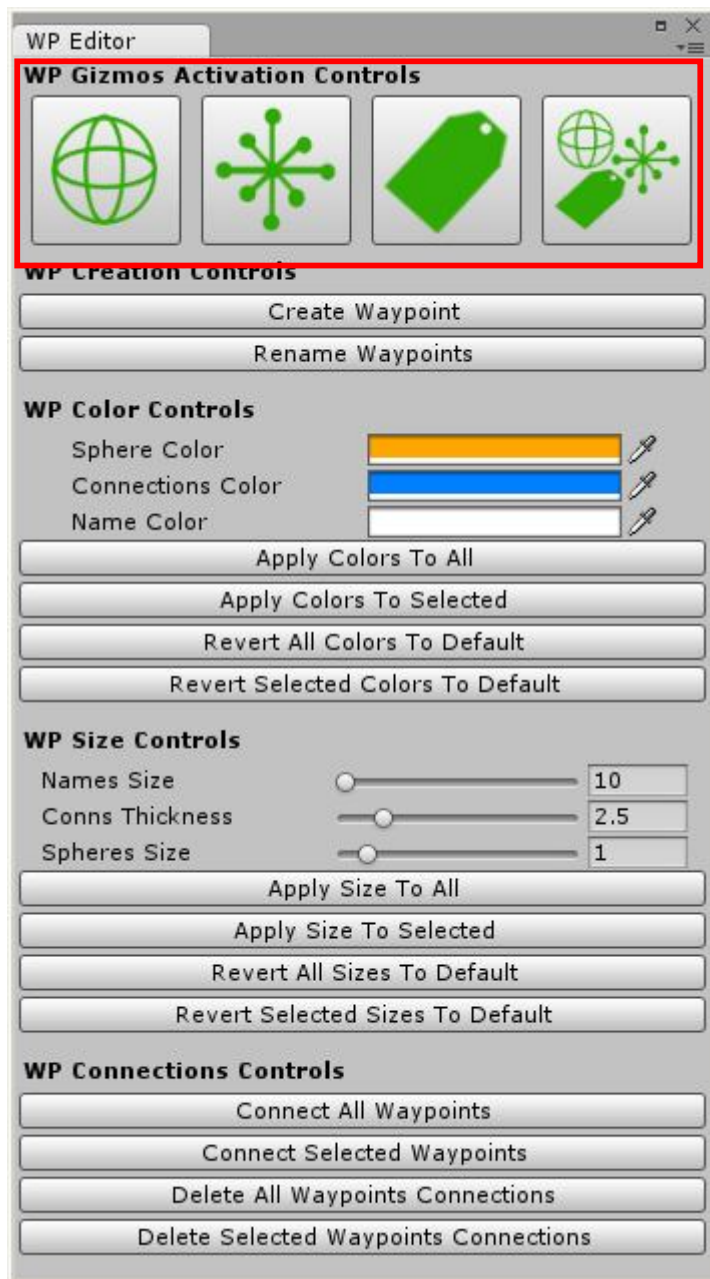 WP Editor
WP Gizmos Activation Controls
WP Creation Controls
Create Waypoint
Rename Waypoints
WP Color Controls
Sphere Color
Connections Color
Name Color
Apply Colors To All
Apply Colors To Selected
Revert All Colors To Default
Revert Selected Colors To Default
WP Size Controls
Names Size 10
Conns Thickness 2.5
Spheres Size 1
Apply Size To All
Apply Size To Selected
Revert All Sizes To Default
Revert Selected Sizes To Default
WP Connections Controls
Connect All Waypoints
Connect Selected Waypoints
Delete All Waypoints Connections
Delete Selected Waypoints Connections